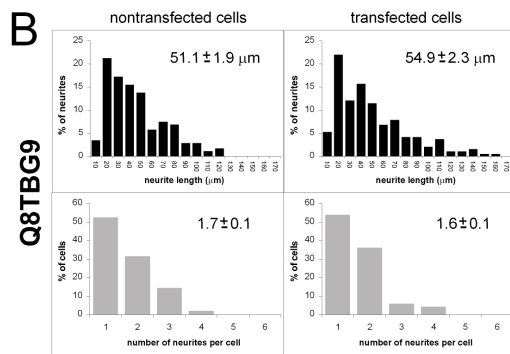 B
nontransfected cells
transfected cells
Q8TBG9
51.1±1.9 μm
% of neurites
25
20
15
10
5
0
10 20 30 40 50 60 70 80 90 100 110 120 130 140 150 160 170
neurite length (μm)
54.9±2.3 μm
% of neurites
25
20
15
10
5
0
10 20 30 40 50 60 70 80 90 100 110 120 130 140 150 160 170
neurite length (μm)
1.7±0.1
% of cells
60
50
40
30
20
10
0
1 2 3 4 5 6
number of neurites per cell
1.6±0.1
% of cells
60
50
40
30
20
10
0
1 2 3 4 5 6
number of neurites per cell